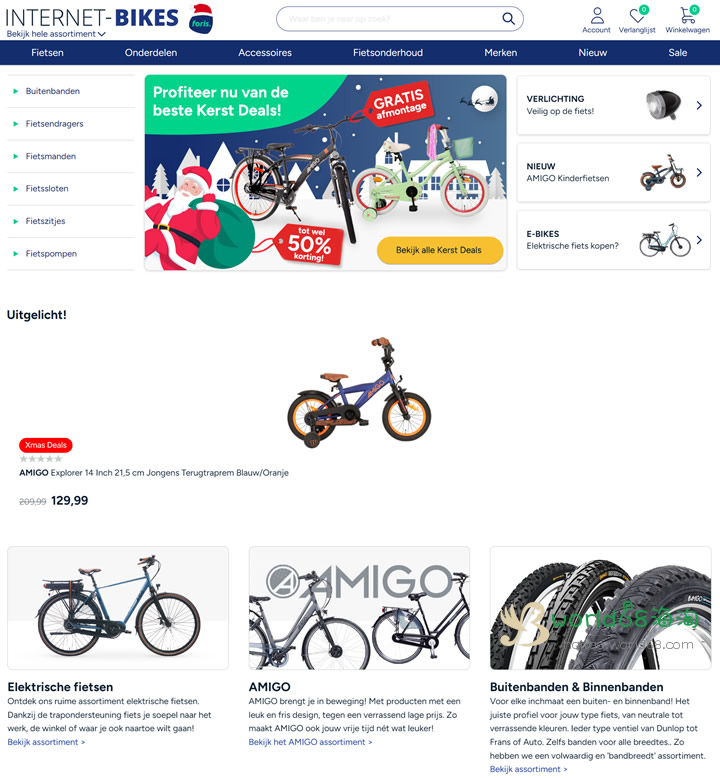 INTERNET-BIKES
foris.
Bekijk hele assortiment
Waar ben je naar op zoek?
Account
Verlanglijst
0
Winkelwagen
0
Fietsen
Onderdelen
Accessoires
Fietsonderhoud
Merken
Nieuw
Sale
Buitenbanden
Fietsendragers
Fietsmanden
Fietssloten
Fietszitjes
Fietspompen
Profiteer nu van de
beste Kerst Deals!
GRATIS
afmontage
AMIGO
tot wel
50%
korting!
Bekijk alle Kerst Deals
VERLICHTING
Veilig op de fiets!
NIEUW
AMIGO Kinderfietsen
E-BIKES
Elektrische fiets kopen?
Uitgelicht!
AMIGO
Xmas Deals
AMIGO Explorer 14 Inch 21,5 cm Jongens Terugtraprem Blauw/Oranje
209,99 129,99
Elektrische fietsen
Ontdek ons ruime assortiment elektrische fietsen.
Dankzij de trapondersteuning fiets je soepel naar het
werk, de winkel of waar je ook naartoe wilt gaan!
Bekijk assortiment >
AMIGO
AMIGO
AMIGO brengt je in beweging! Met producten met een
leuk en fris design, tegen een verrassend lage prijs. Zo
maakt AMIGO ook jouw vrije tijd nét wat leuker!
Bekijk het AMIGO assortiment >
Buitenbanden & Binnenbanden
Voor elke inchmaat een buiten- en binnenband! Het
juiste profiel voor jouw type fiets, van neutrale tot
verrassende kleuren. Ieder type ventiel van Dunlop tot
Frans of Auto. Zelfs banden voor alle breedtes.. Zo
hebben we een volwaardig en 'bandbreedt' assortiment.
Bekijk assortiment >